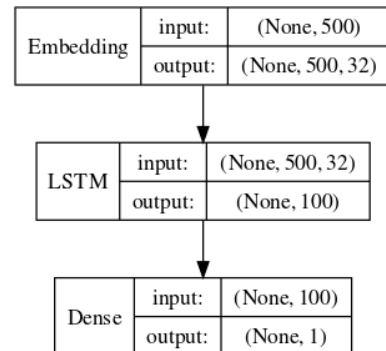 Embedding
input: (None, 500)
output: (None, 500, 32)
LSTM
input: (None, 500, 32)
output: (None, 100)
Dense
input: (None, 100)
output: (None, 1)